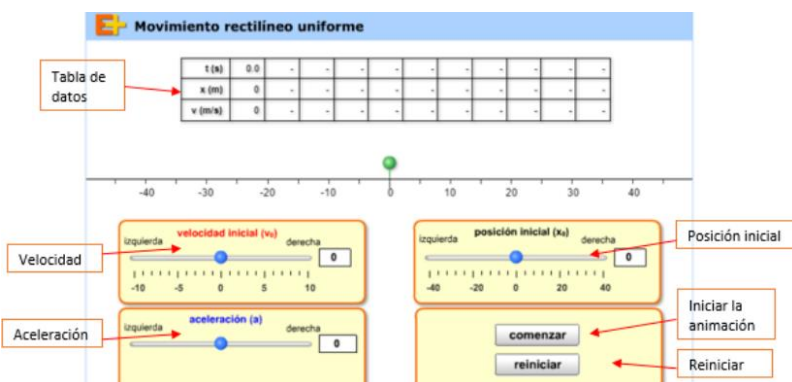 E+ Movimiento rectilíneo uniforme
Tabla de datos
t (s) 0.0 - - - - - - - - -
x (m) 0 - - - - - - - - -
v (m/s) 0 - - - - - - - - -
-40 -30 -20 -10 0 10 20 30 40
velocidad inicial (v₀)
izquierda derecha
0
-10 -5 0 5 10
posición inicial (x₀)
izquierda derecha
0
-40 -20 0 20 40
Velocidad
Posición inicial
aceleración (a)
izquierda derecha
0
Aceleración
comenzar
reiniciar
Iniciar la
animación
Reiniciar